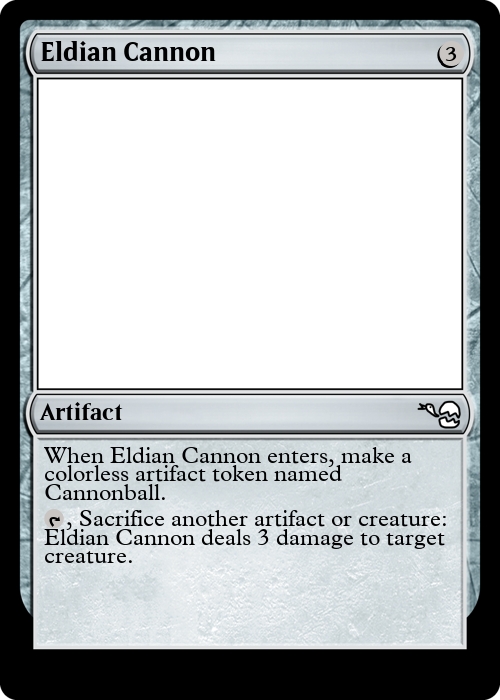 Eldian Cannon 3
Artifact
When Eldian Cannon enters, make a
colorless artifact token named
Cannonball.
, Sacrifice another artifact or creature:
Eldian Cannon deals 3 damage to target
creature.